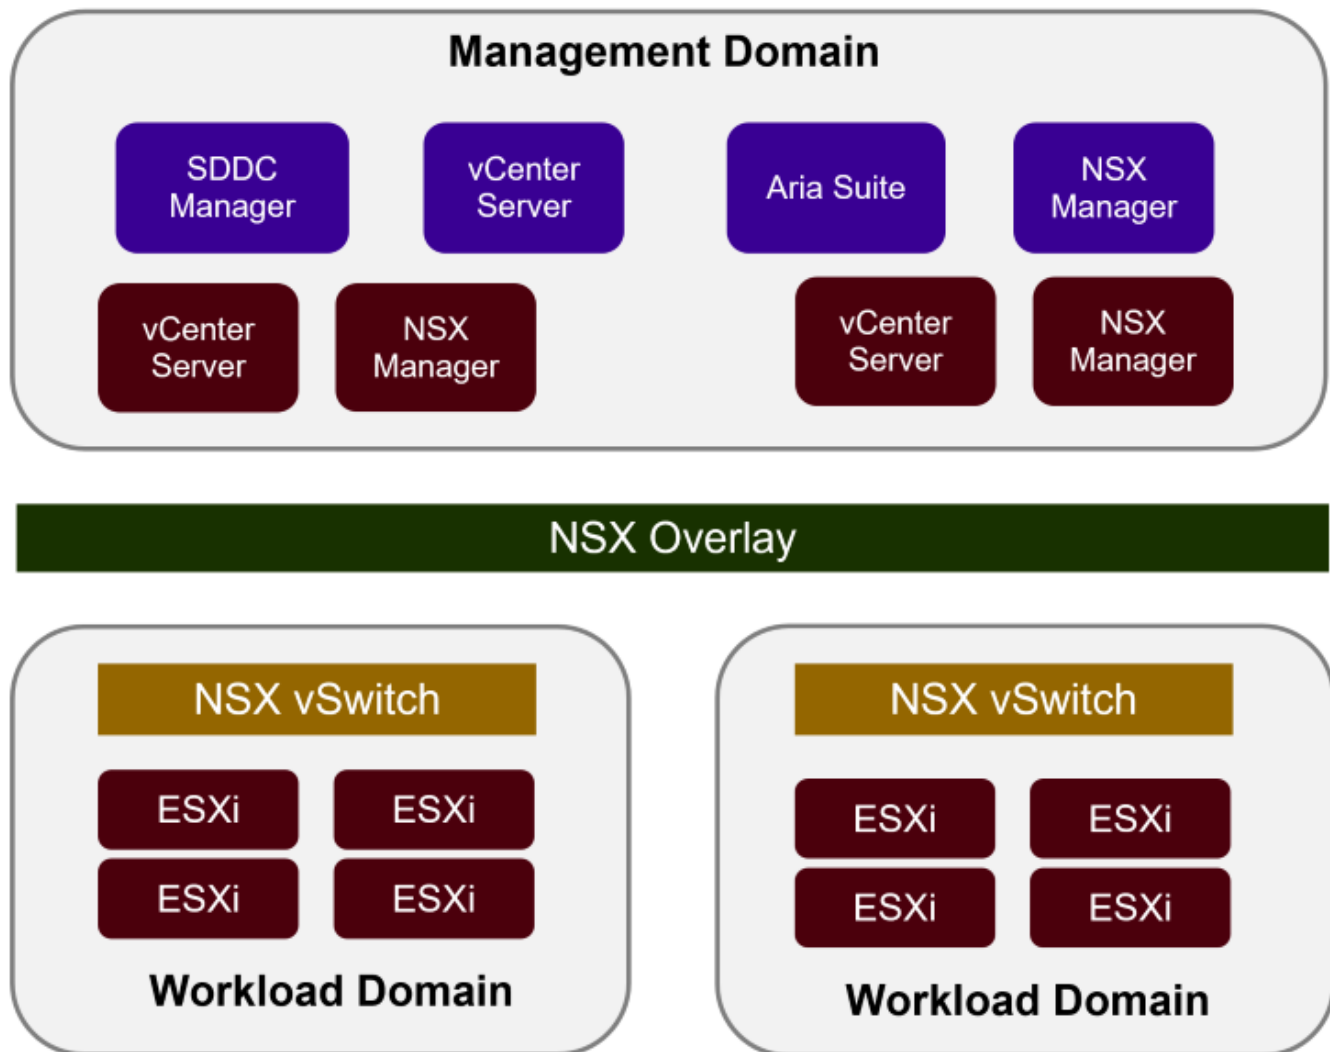 Management Domain
SDDC
Manager
vCenter
Server
Aria Suite
NSX
Manager
vCenter
Server
NSX
Manager
vCenter
Server
NSX
Manager
NSX Overlay
NSX vSwitch
ESXi
ESXi
ESXi
ESXi
Workload Domain
NSX vSwitch
ESXi
ESXi
ESXi
ESXi
Workload Domain